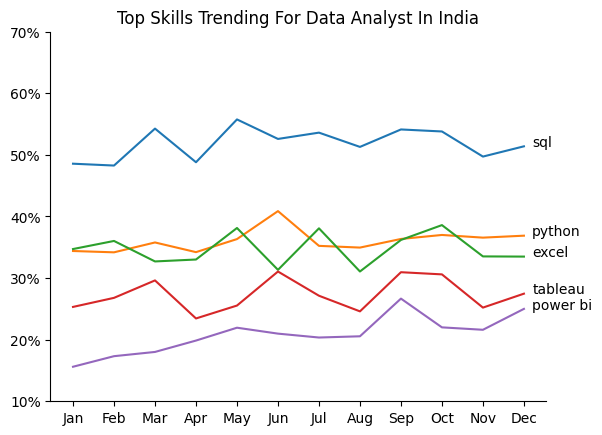 Top Skills Trending For Data Analyst In India
70%
60%
50%
40%
30%
20%
10%
sql
python
excel
tableau
power bi
Jan Feb Mar Apr May Jun Jul Aug Sep Oct Nov Dec